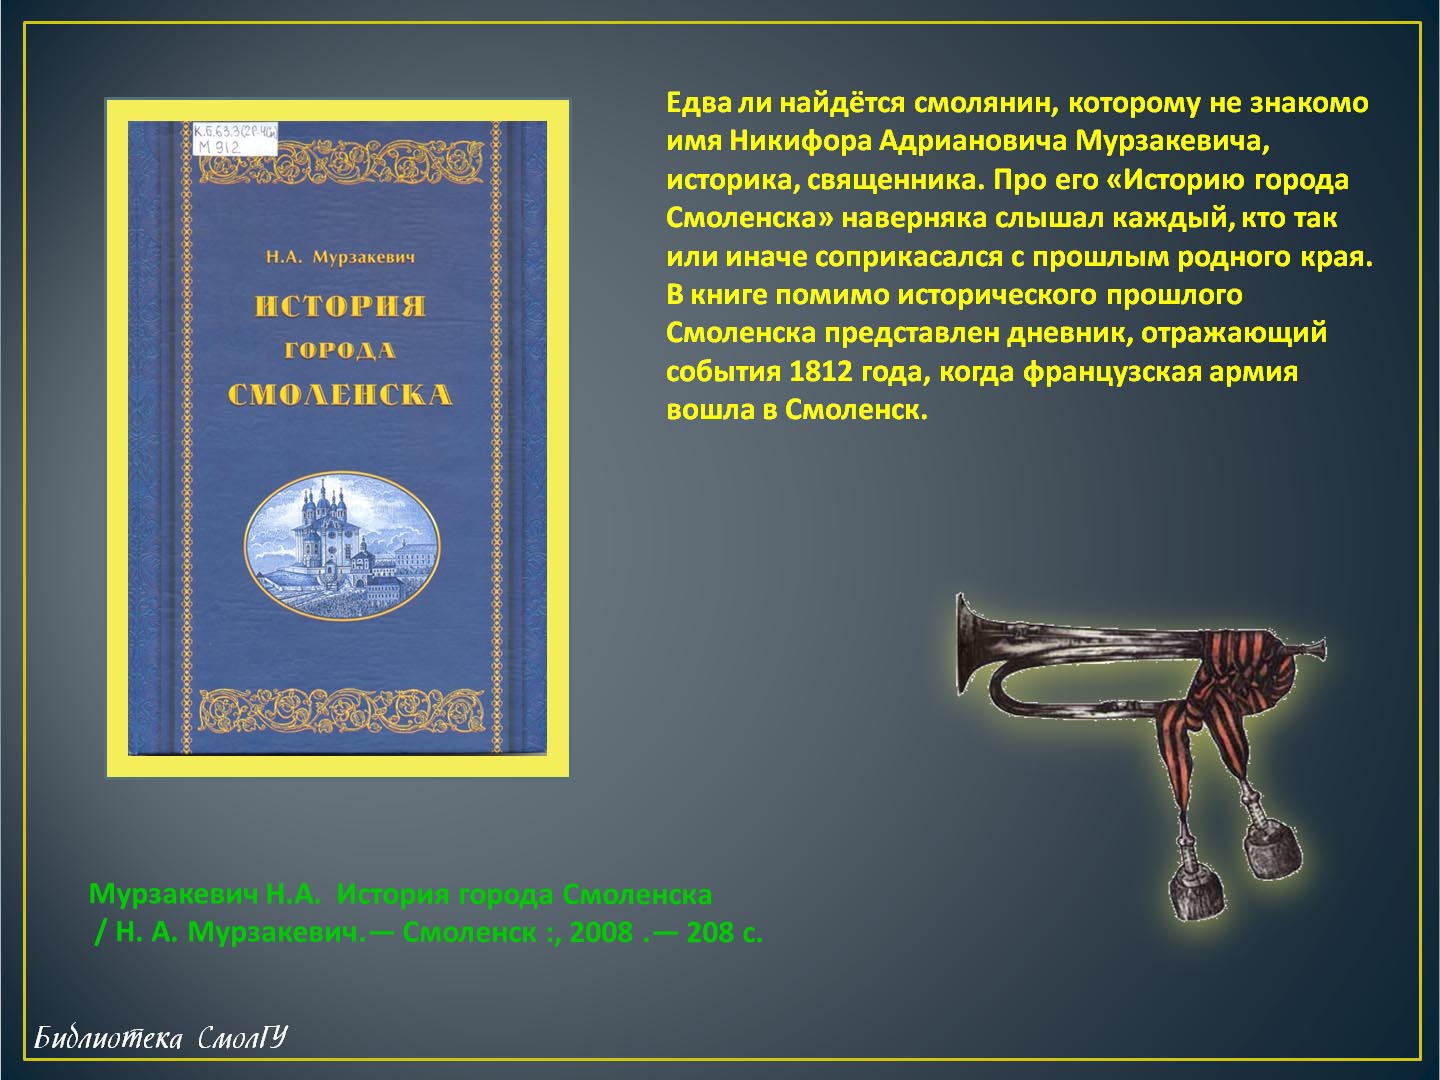 К.Б.63.3(2Р-4См)
М 912
Н.А. Мурзакевич
ИСТОРИЯ
ГОРОДА
СМОЛЕНСКА
Едва ли найдётся смолянин, которому не знакомо
имя Никифора Адриановича Мурзакевича,
историка, священника. Про его «Историю города
Смоленска» наверняка слышал каждый, кто так
или иначе соприкасался с прошлым родного края.
В книге помимо исторического прошлого
Смоленска представлен дневник, отражающий
события 1812 года, когда французская армия
вошла в Смоленск.
Мурзакевич Н.А. История города Смоленска
/ Н. А. Мурзакевич.— Смоленск :, 2008 .— 208 с.
Библиотека СмолГУ